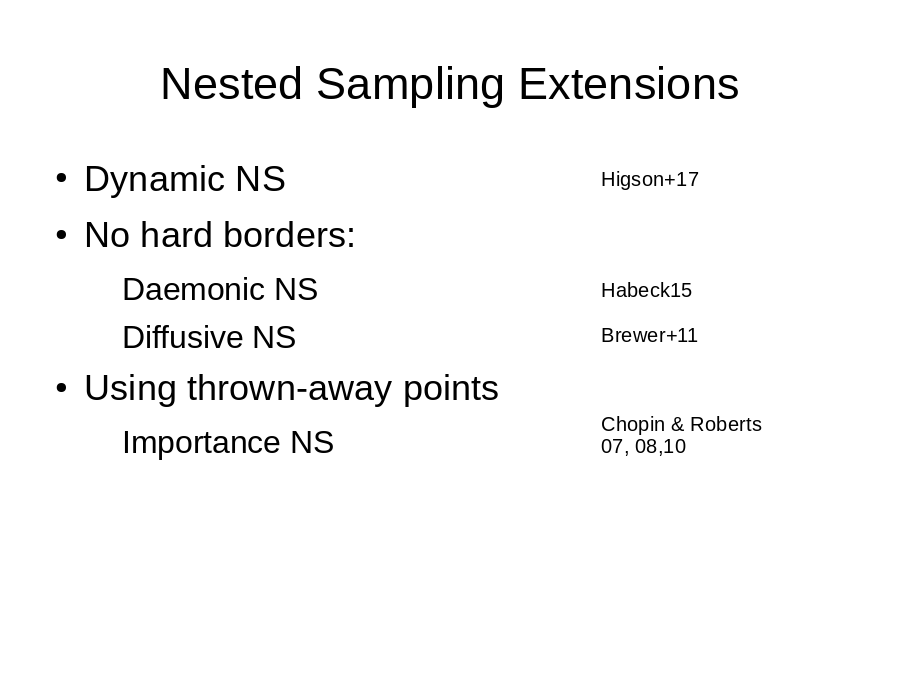 Nested Sampling Extensions
• Dynamic NS Higson+17
• No hard borders:
Daemonic NS Habeck15
Diffusive NS Brewer+11
• Using thrown-away points
Importance NS
Chopin & Roberts
07, 08,10